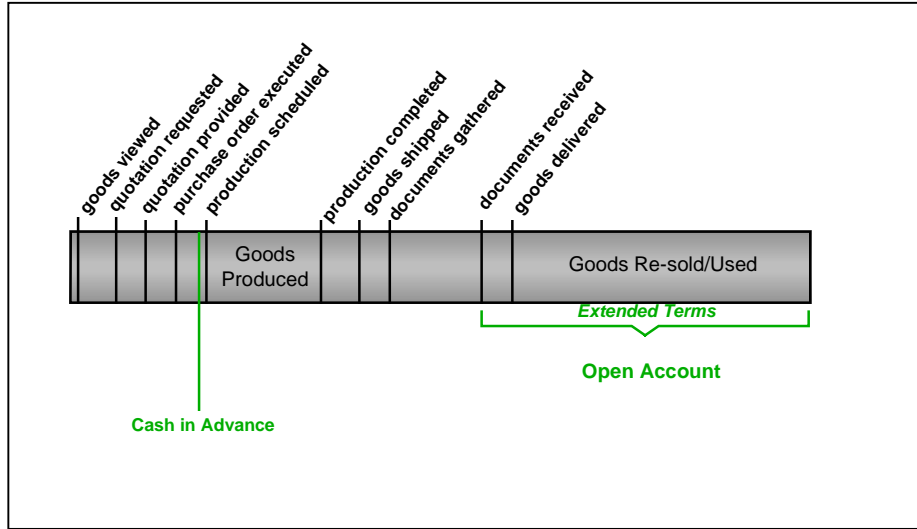 goods viewed
quotation requested
quotation provided
purchase order executed
production scheduled
production completed
goods shipped
documents gathered
documents received
goods delivered
Goods
Produced
Goods Re-sold/Used
Extended Terms
Open Account
Cash in Advance